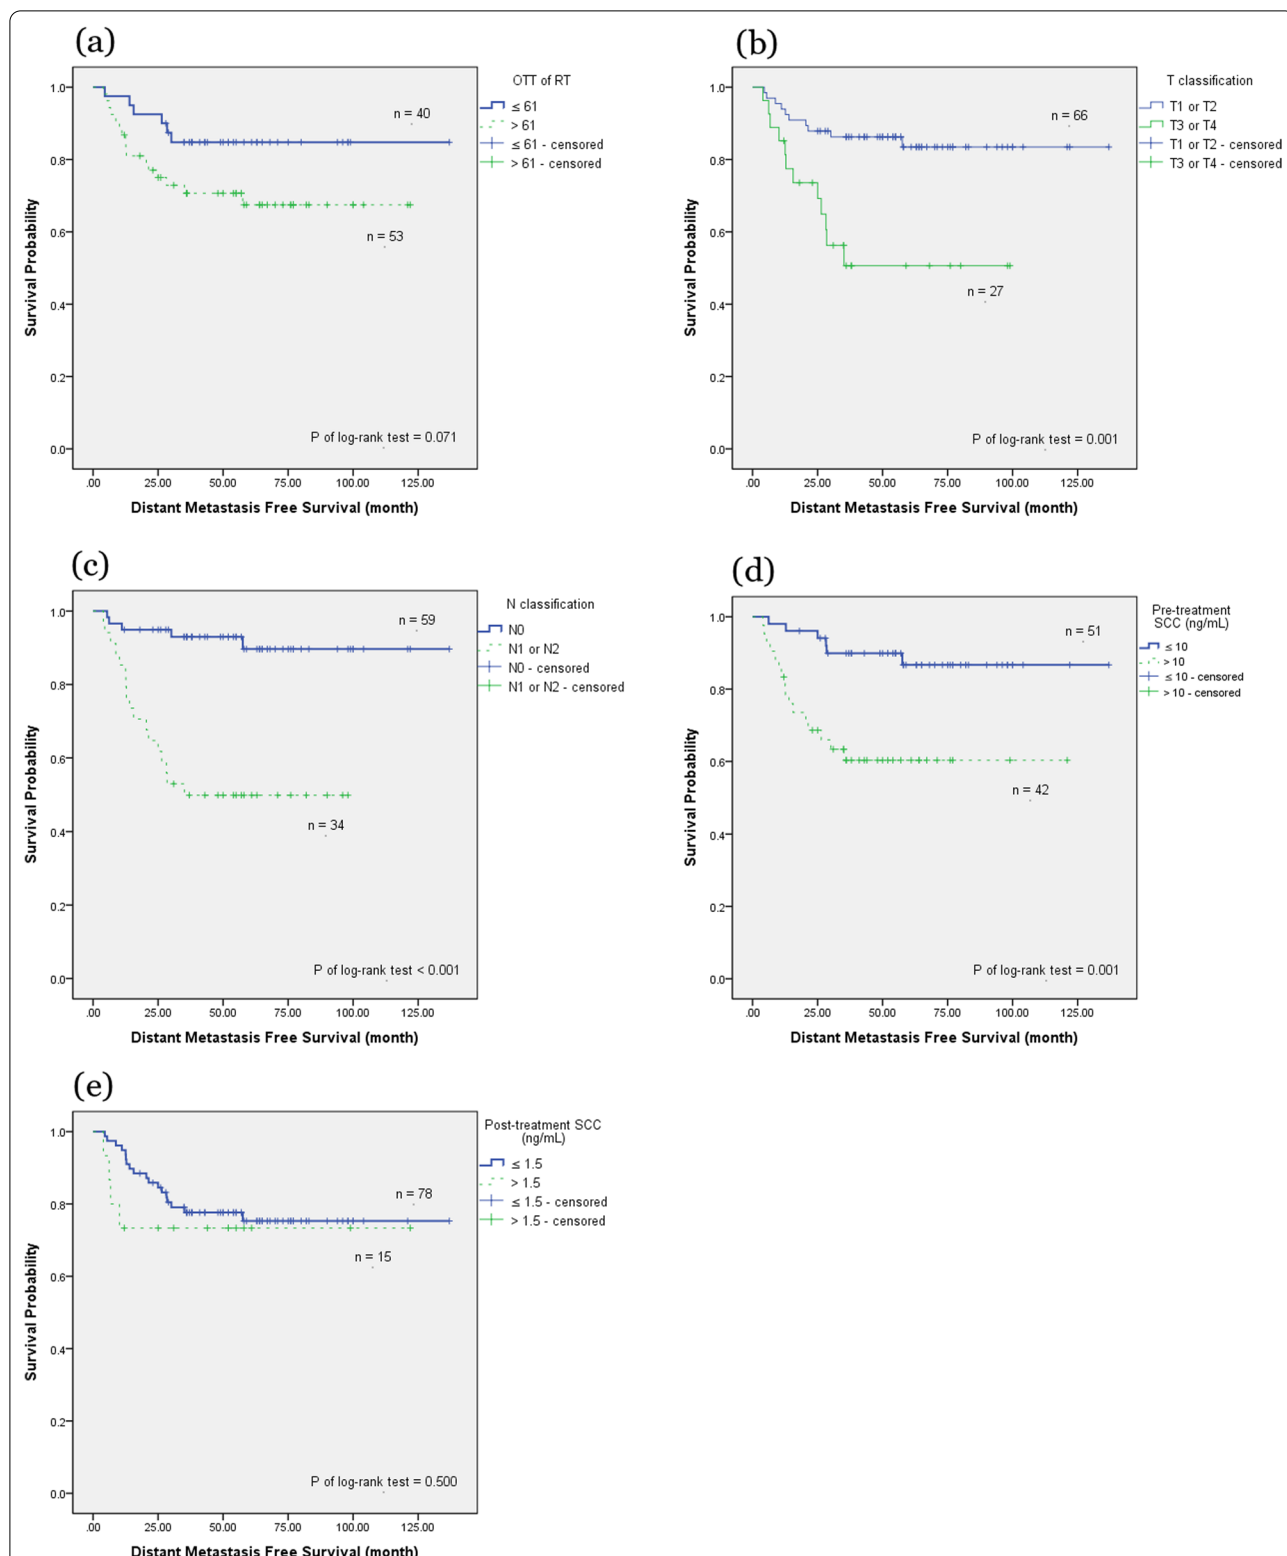 (a)
OTT of RT
≤ 61
> 61
≤ 61 - censored
> 61 - censored
n = 40
n = 53
P of log-rank test = 0.071
Survival Probability
1.0
0.8
0.6
0.4
0.2
0.0
.00 25.00 50.00 75.00 100.00 125.00
Distant Metastasis Free Survival (month)
(b)
T classification
T1 or T2
T3 or T4
T1 or T2 - censored
T3 or T4 - censored
n = 66
n = 27
P of log-rank test = 0.001
Survival Probability
1.0
0.8
0.6
0.4
0.2
0.0
.00 25.00 50.00 75.00 100.00 125.00
Distant Metastasis Free Survival (month)
(c)
N classification
N0
N1 or N2
N0 - censored
N1 or N2 - censored
n = 59
n = 34
P of log-rank test < 0.001
Survival Probability
1.0
0.8
0.6
0.4
0.2
0.0
.00 25.00 50.00 75.00 100.00 125.00
Distant Metastasis Free Survival (month)
(d)
Pre-treatment
SCC (ng/mL)
≤ 10
> 10
≤ 10 - censored
> 10 - censored
n = 51
n = 42
P of log-rank test = 0.001
Survival Probability
1.0
0.8
0.6
0.4
0.2
0.0
.00 25.00 50.00 75.00 100.00 125.00
Distant Metastasis Free Survival (month)
(e)
Post-treatment SCC
(ng/mL)
≤ 1.5
> 1.5
≤ 1.5 - censored
> 1.5 - censored
n = 78
n = 15
P of log-rank test = 0.500
Survival Probability
1.0
0.8
0.6
0.4
0.2
0.0
.00 25.00 50.00 75.00 100.00 125.00
Distant Metastasis Free Survival (month)